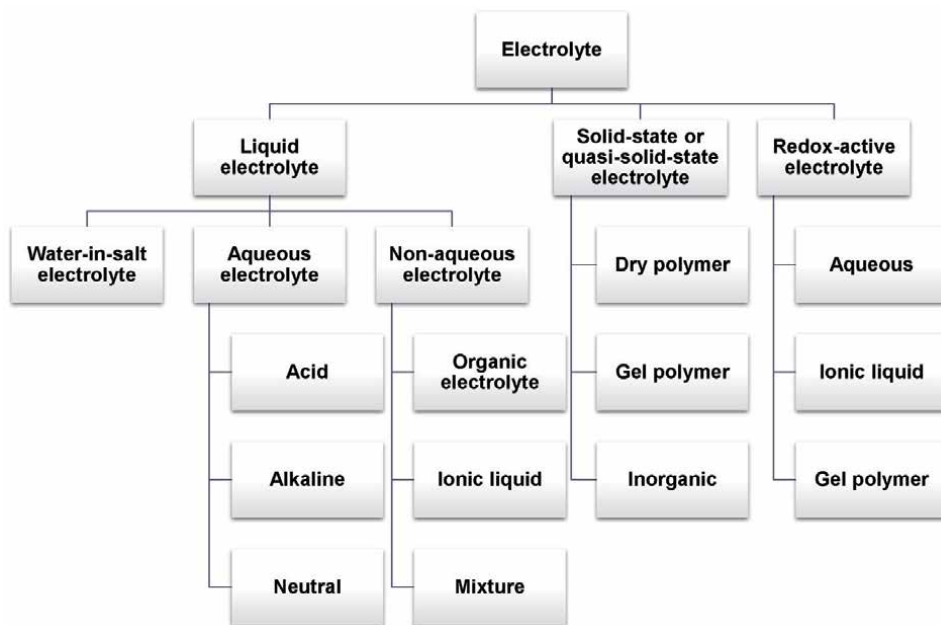 Electrolyte
Liquid
electrolyte
Solid-state or
quasi-solid-state
electrolyte
Redox-active
electrolyte
Water-in-salt
electrolyte
Aqueous
electrolyte
Non-aqueous
electrolyte
Dry polymer
Aqueous
Acid
Organic
electrolyte
Gel polymer
Ionic liquid
Alkaline
Ionic liquid
Inorganic
Gel polymer
Neutral
Mixture